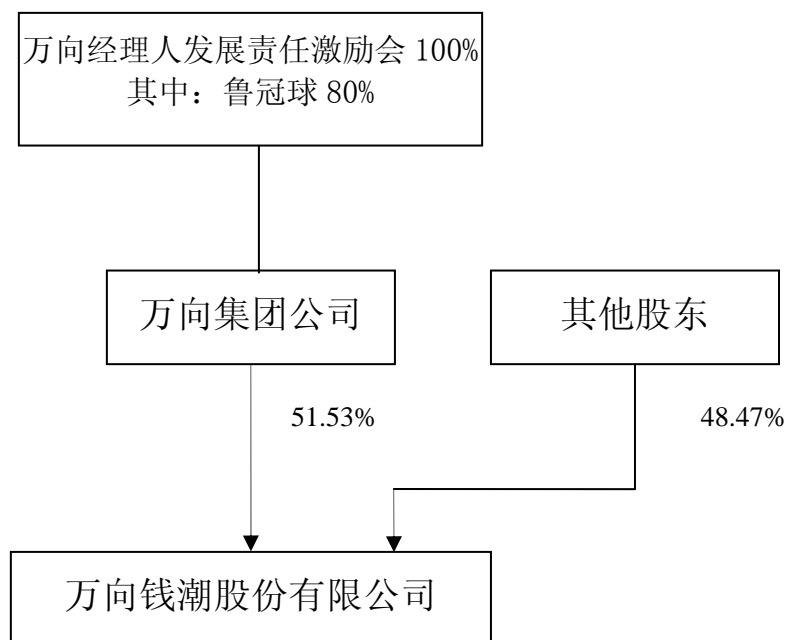 万向经理人发展责任激励会 100%
其中：鲁冠球 80%
万向集团公司
其他股东
51.53%
48.47%
万向钱潮股份有限公司